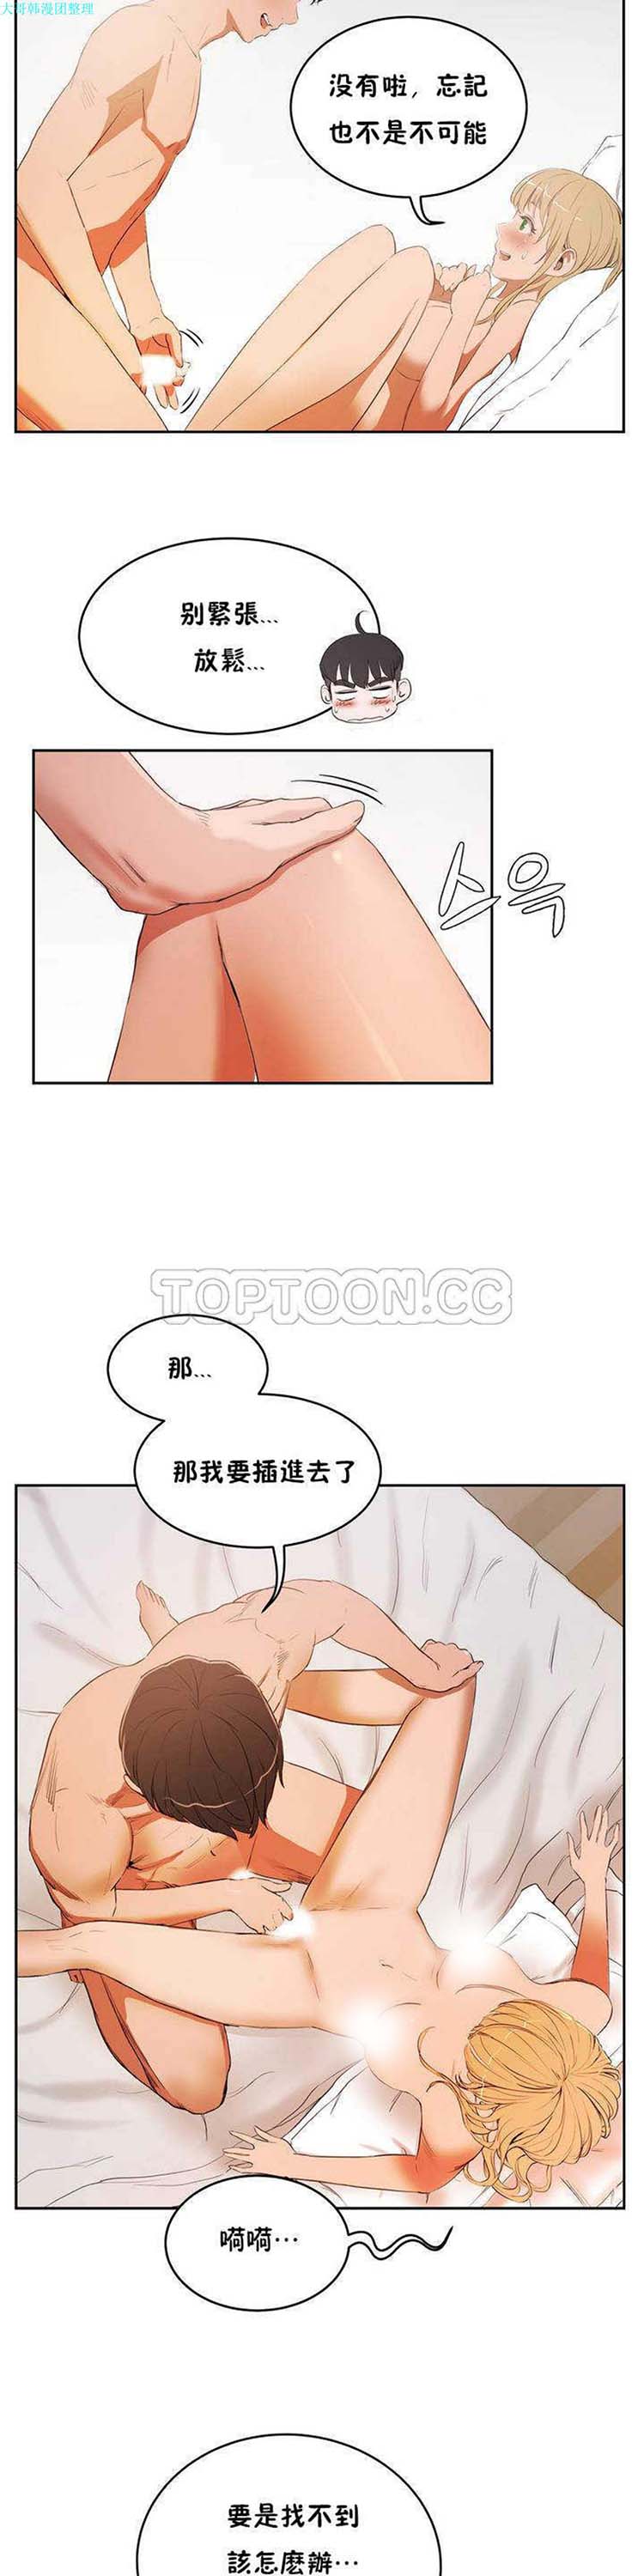 大哥韩漫团整理
没有啦，忘記
也不是不可能
别緊張...
放鬆...
스윽
TOPTOON.CC
那...
那我要插進去了
嗬嗬…
要是找不到
該怎麽辦…